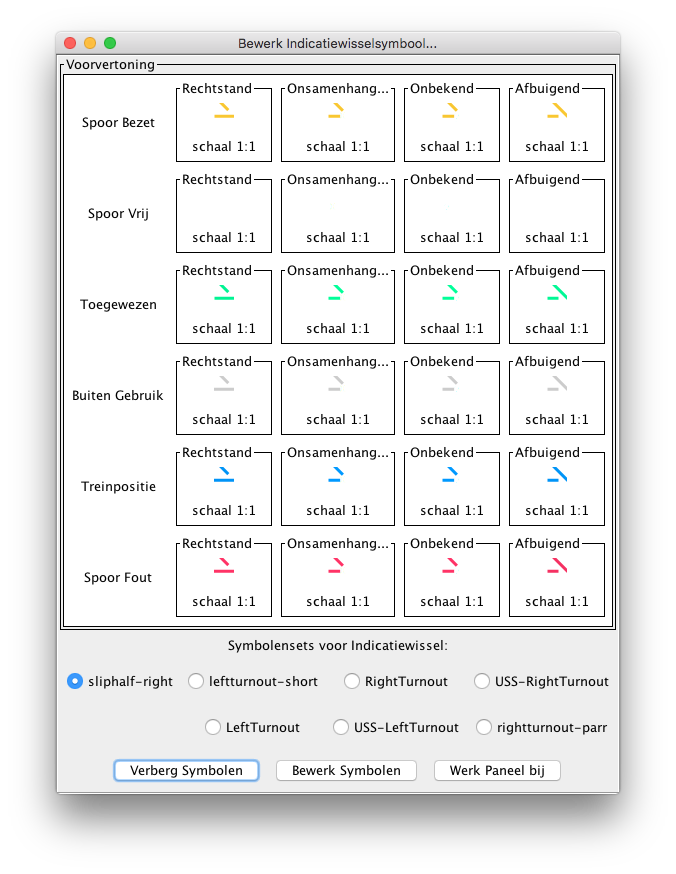 Bewerk Indicatiewisselsymbool...
Voorvertoning
Rechtstand Onsamenhang... Onbekend Afbuigend
Spoor Bezet
schaal 1:1 schaal 1:1 schaal 1:1 schaal 1:1
Rechtstand Onsamenhang... Onbekend Afbuigend
Spoor Vrij
schaal 1:1 schaal 1:1 schaal 1:1 schaal 1:1
Rechtstand Onsamenhang... Onbekend Afbuigend
Toegewezen
schaal 1:1 schaal 1:1 schaal 1:1 schaal 1:1
Rechtstand Onsamenhang... Onbekend Afbuigend
Buiten Gebruik
schaal 1:1 schaal 1:1 schaal 1:1 schaal 1:1
Rechtstand Onsamenhang... Onbekend Afbuigend
Treinpositie
schaal 1:1 schaal 1:1 schaal 1:1 schaal 1:1
Rechtstand Onsamenhang... Onbekend Afbuigend
Spoor Fout
schaal 1:1 schaal 1:1 schaal 1:1 schaal 1:1
Symbolensets voor Indicatiewissel:
sliphalf-right leftturnout-short RightTurnout USS-RightTurnout
LeftTurnout USS-LeftTurnout rightturnout-parr
Verberg Symbolen Bewerk Symbolen Werk Paneel bij